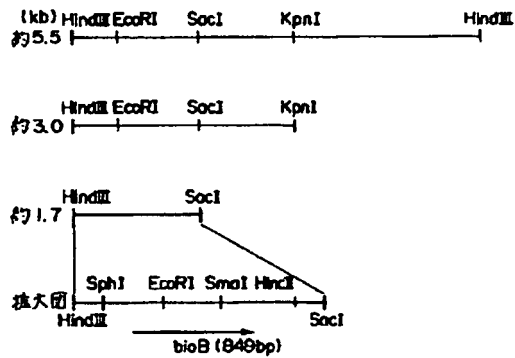 (kb) HindⅢ EcoRI SacI KpnI HindⅢ
約5.5
HindⅢ EcoRI SacI KpnI
約3.0
HindⅢ SacI
約1.7
SphI EcoRI SmaI HincⅡ
拡大図
HindⅢ SacI
bioB (849bp)